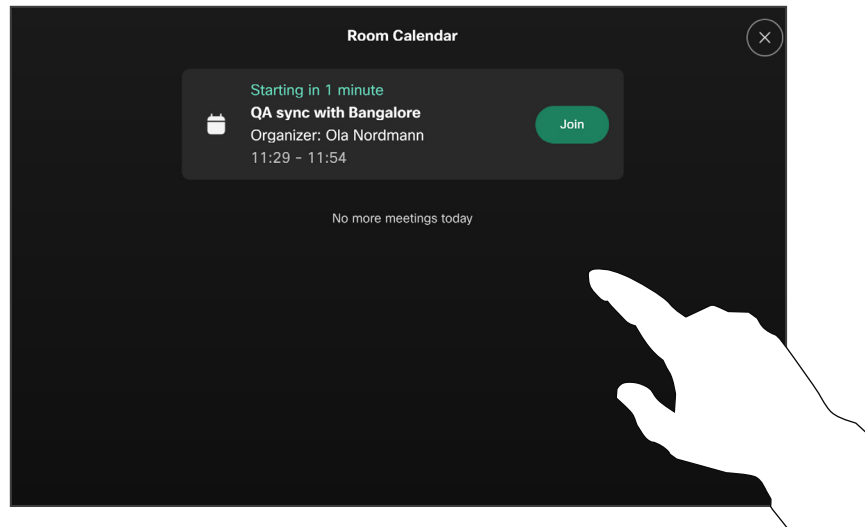 Room Calendar
Starting in 1 minute
QA sync with Bangalore
Organizer: Ola Nordmann
11:29 - 11:54
Join
No more meetings today